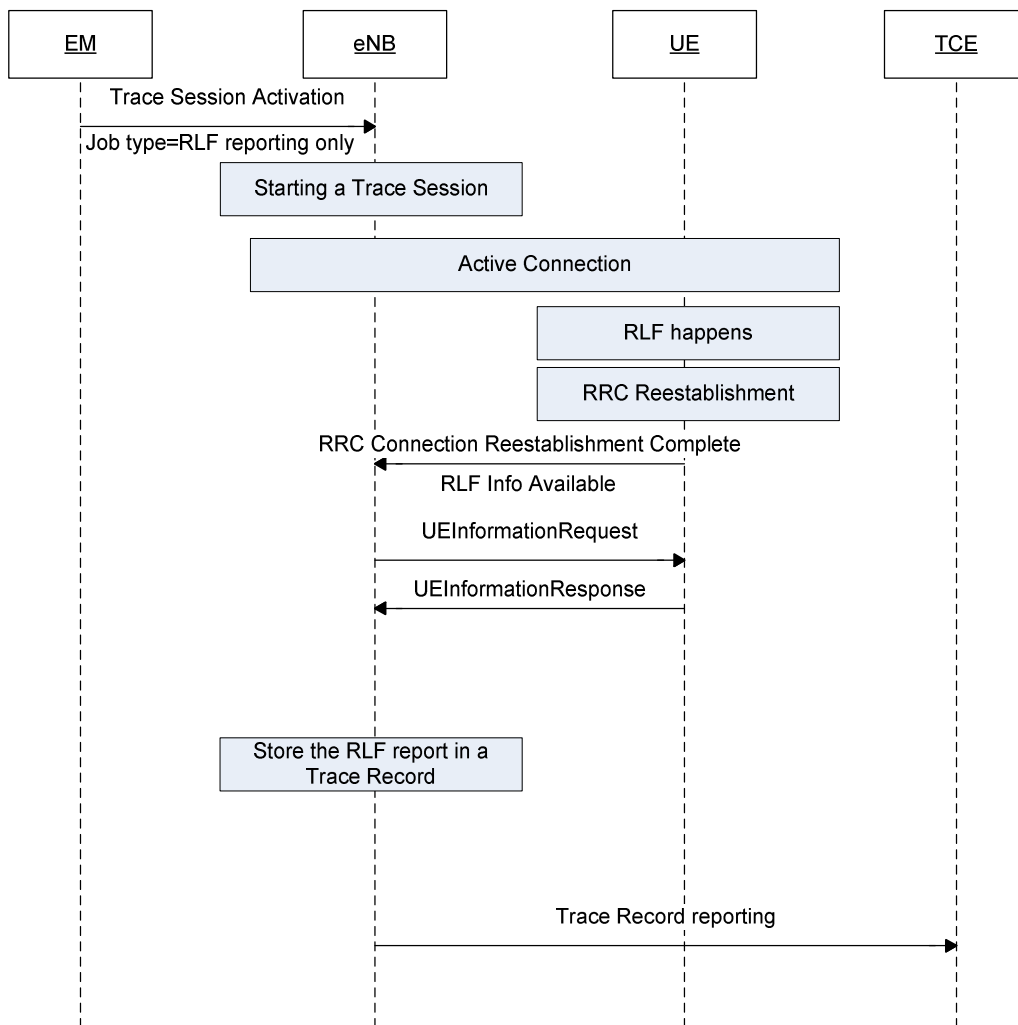 EM
eNB
UE
TCE
Trace Session Activation
Job type=RLF reporting only
Starting a Trace Session
Active Connection
RLF happens
RRC Reestablishment
RRC Connection Reestablishment Complete
RLF Info Available
UEInformationRequest
UEInformationResponse
Store the RLF report in a
Trace Record
Trace Record reporting